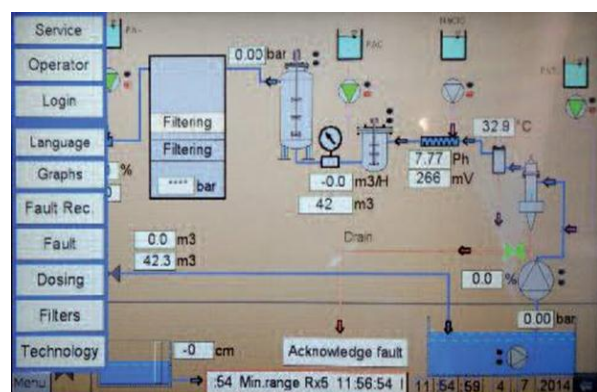 Service
Operator
Login
Language
Graphs
Fault Rec
Fault
Dosing
Filters
Technology
Menu
0.00 bar
PAC
32.9 °C
Filtering
Filtering
**** bar
%
7.77 Ph
266 mV
-0.0 m3/H
42 m3
Drain
0.0 m3
42.3 m3
0.0 %
0.00 bar
-0 cm
Acknowledge fault
:54 Min.range Rx5 11:56:54
11 54 59 4 7 2014